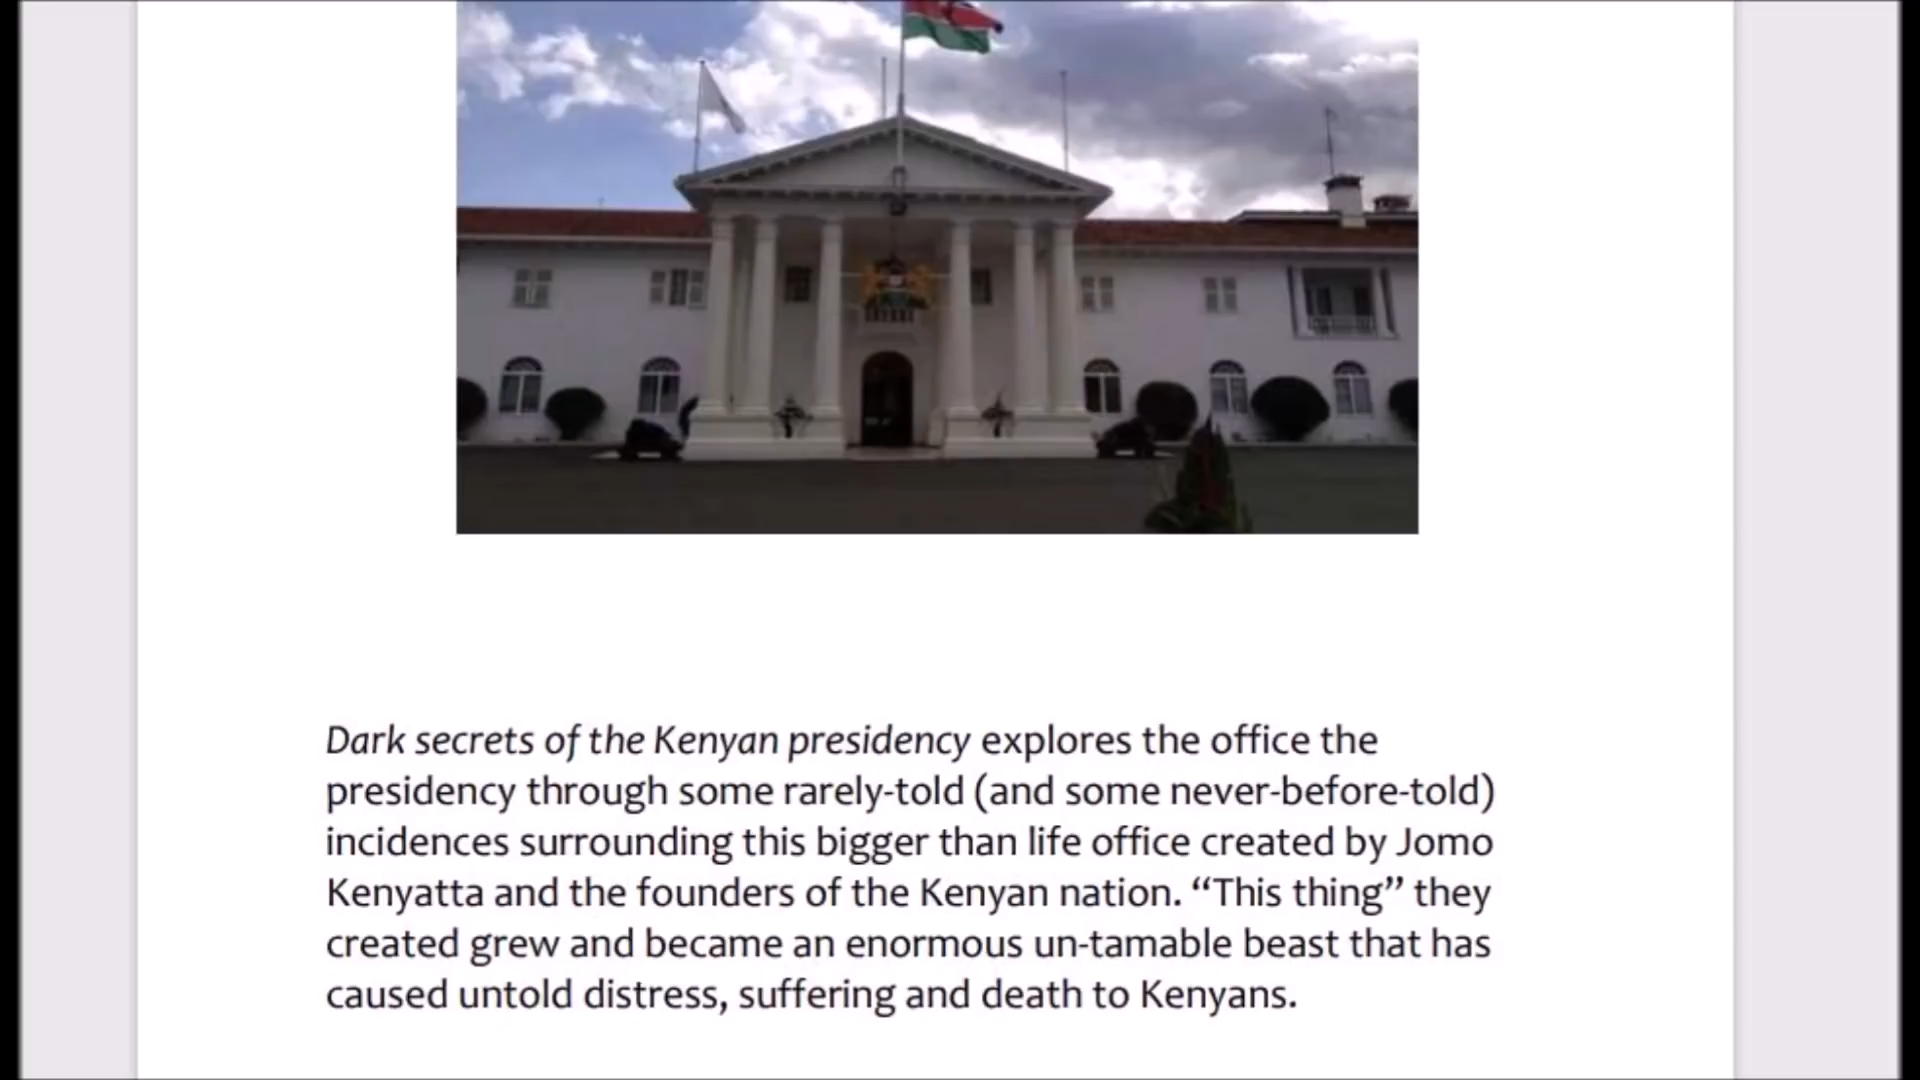 Dark secrets of the Kenyan presidency explores the office the
presidency through some rarely-told (and some never-before-told)
incidences surrounding this bigger than life office created by Jomo
Kenyatta and the founders of the Kenyan nation. “This thing” they
created grew and became an enormous un-tamable beast that has
caused untold distress, suffering and death to Kenyans.